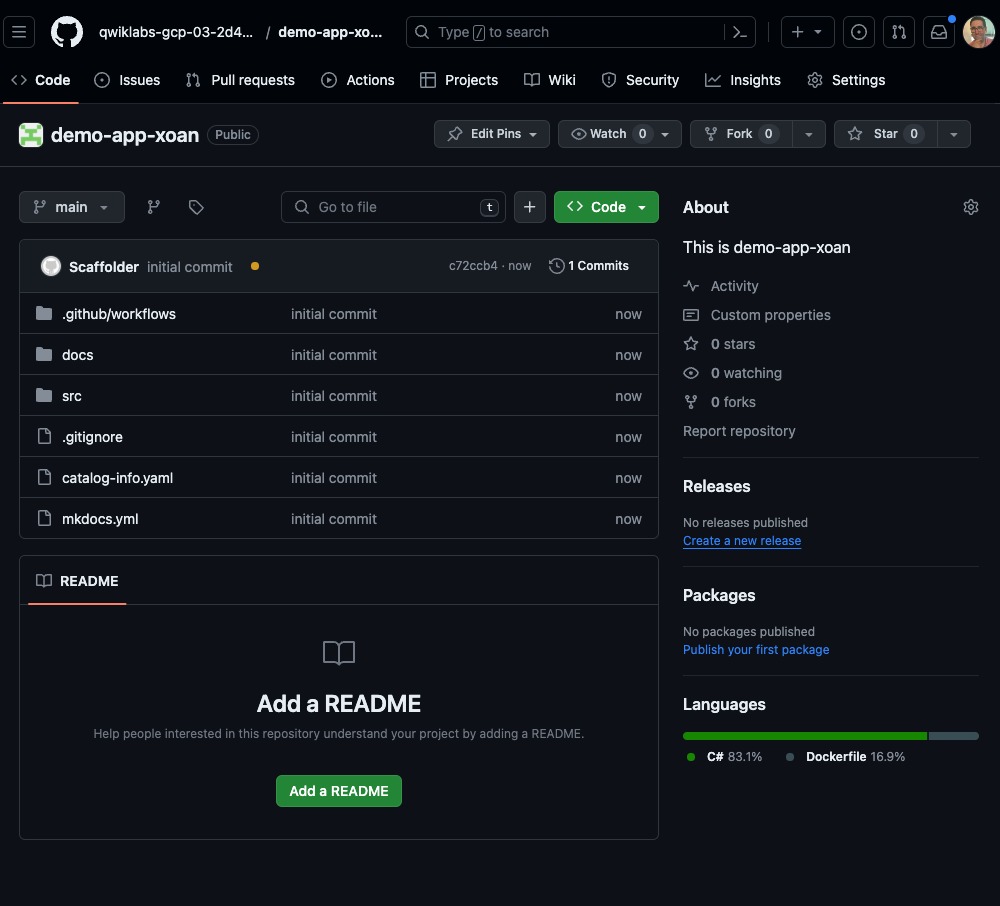 qwiklabs-gcp-03-2d4... / demo-app-xo... Type / to search
Code Issues Pull requests Actions Projects Wiki Security Insights Settings
demo-app-xoan Public Edit Pins Watch 0 Fork 0 Star 0
main Go to file t + Code
Scaffolder initial commit c72ccb4 · now 1 Commits
.github/workflows initial commit now
docs initial commit now
src initial commit now
.gitignore initial commit now
catalog-info.yaml initial commit now
mkdocs.yml initial commit now
README
Add a README
Help people interested in this repository understand your project by adding a README.
Add a README
About
This is demo-app-xoan
Activity
Custom properties
0 stars
0 watching
0 forks
Report repository
Releases
No releases published
Create a new release
Packages
No packages published
Publish your first package
Languages
C# 83.1% Dockerfile 16.9%